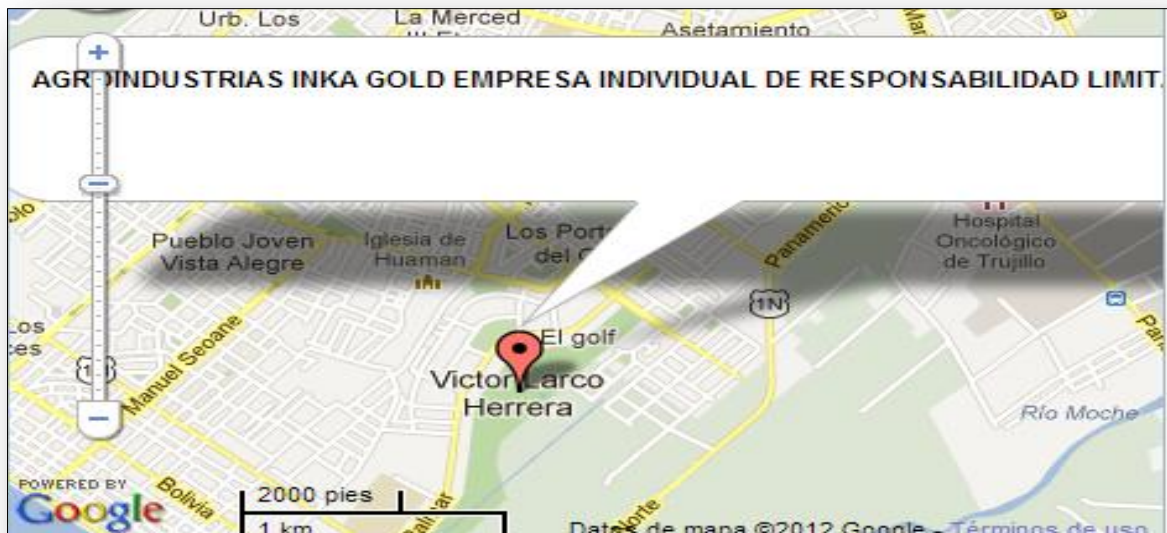 Urb. Los
La Merced
Asetamiento
AGROINDUSTRIAS INKA GOLD EMPRESA INDIVIDUAL DE RESPONSABILIDAD LIMIT
Pueblo Joven
Vista Alegre
Iglesia de
Huaman
Los Port
del
Hospital
Oncológico
de Trujillo
1N
El golf
Manuel Seoane
Victor Larco
Herrera
Río Moche
POWERED BY
Google
Bolivia
2000 pies
1 km
Datos de mapa ©2012 Google - Términos de uso